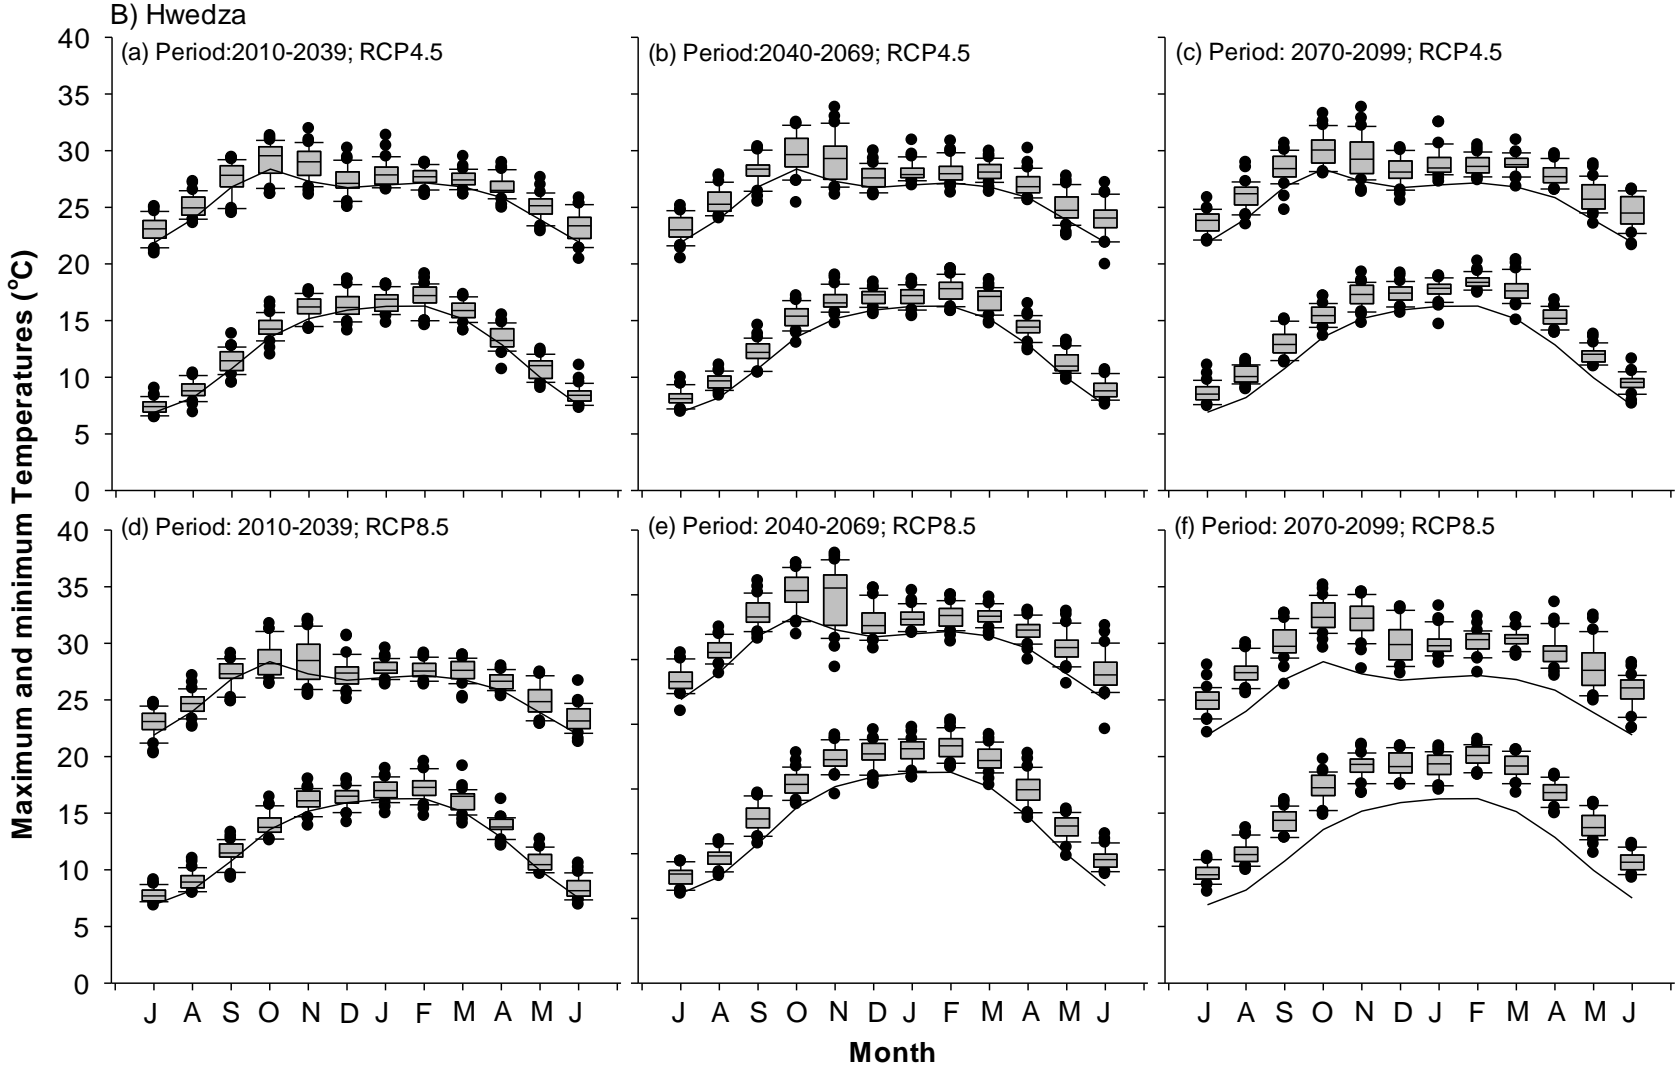 B) Hwedza
(a) Period:2010-2039; RCP4.5
(b) Period:2040-2069; RCP4.5
(c) Period: 2070-2099; RCP4.5
40
35
30
25
20
15
10
5
0
(d) Period: 2010-2039; RCP8.5
(e) Period: 2040-2069; RCP8.5
(f) Period: 2070-2099; RCP8.5
40
35
30
25
20
15
10
5
0
Maximum and minimum Temperatures (°C)
J A S O N D J F M A M J
J A S O N D J F M A M J
J A S O N D J F M A M J
Month